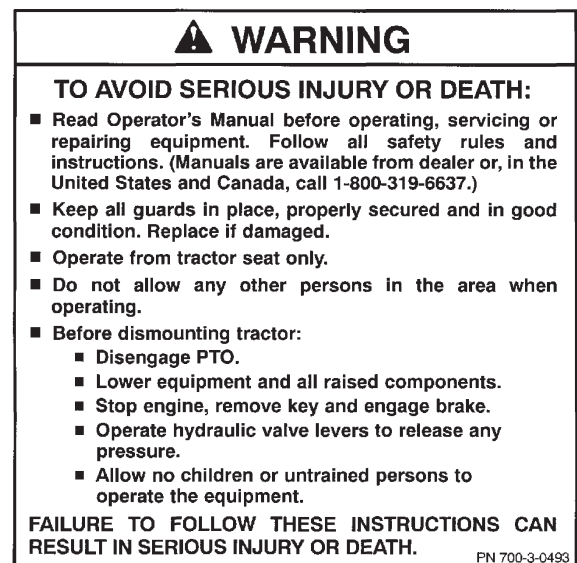 WARNING
TO AVOID SERIOUS INJURY OR DEATH:
■ Read Operator's Manual before operating, servicing or
repairing equipment. Follow all safety rules and
instructions. (Manuals are available from dealer or, in the
United States and Canada, call 1-800-319-6637.)
■ Keep all guards in place, properly secured and in good
condition. Replace if damaged.
■ Operate from tractor seat only.
■ Do not allow any other persons in the area when
operating.
■ Before dismounting tractor:
■ Disengage PTO.
■ Lower equipment and all raised components.
■ Stop engine, remove key and engage brake.
■ Operate hydraulic valve levers to release any
pressure.
■ Allow no children or untrained persons to
operate the equipment.
FAILURE TO FOLLOW THESE INSTRUCTIONS CAN
RESULT IN SERIOUS INJURY OR DEATH.
PN 700-3-0493